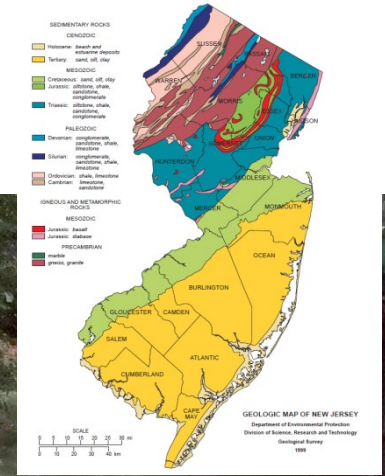 SEDIMENTARY ROCKS
CENOZOIC
Holocene: beach and
estuarine deposits
Tertiary: sand, silt, clay
MESOZOIC
Cretaceous: sand, silt, clay
Jurassic: siltstone, shale,
sandstone,
conglomerate
Triassic: siltstone, shale,
sandstone,
conglomerate
PALEOZOIC
Devonian: conglomerate,
sandstone, shale,
limestone
Silurian: conglomerate,
sandstone, shale,
limestone
Ordovician: shale, limestone
Cambrian: limestone,
sandstone
IGNEOUS AND METAMORPHIC
ROCKS
MESOZOIC
Jurassic: basalt
Jurassic: diabase
PRECAMBRIAN
marble
gneiss, granite
SUSSEX
PASSAIC
BERGEN
WARREN
MORRIS
ESSEX
HUDSON
UNION
SOMERSET
HUNTERDON
MIDDLESEX
MERCER
MONMOUTH
OCEAN
BURLINGTON
GLOUCESTER
CAMDEN
SALEM
ATLANTIC
CUMBERLAND
CAPE
MAY
SCALE
0 10 20 30 mi
0 10 20 30 40 km
GEOLOGIC MAP OF NEW JERSEY
Department of Environmental Protection
Division of Science, Research and Technology
Geological Survey
1999